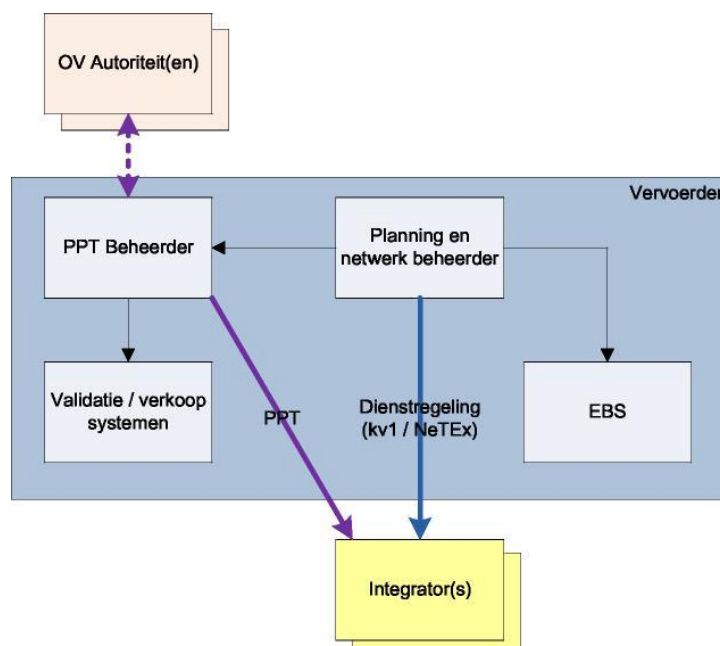 OV Autoriteit(en)
Vervoerder
PPT Beheerder
Planning en
netwerk beheerder
Validatie / verkoop
systemen
PPT
Dienstregeling
(kv1 / NeTEx)
EBS
Integrator(s)